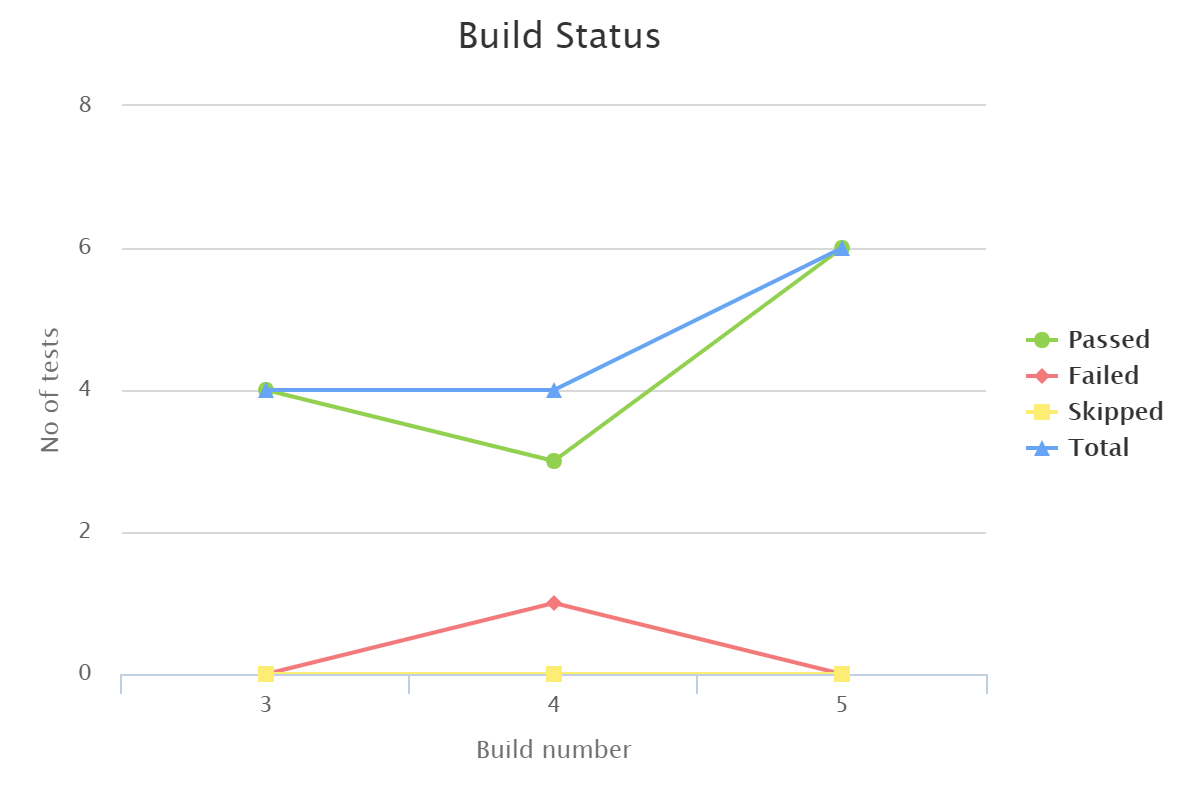 Build Status
8
6
4
2
0
No of tests
3 4 5
Build number
Passed
Failed
Skipped
Total